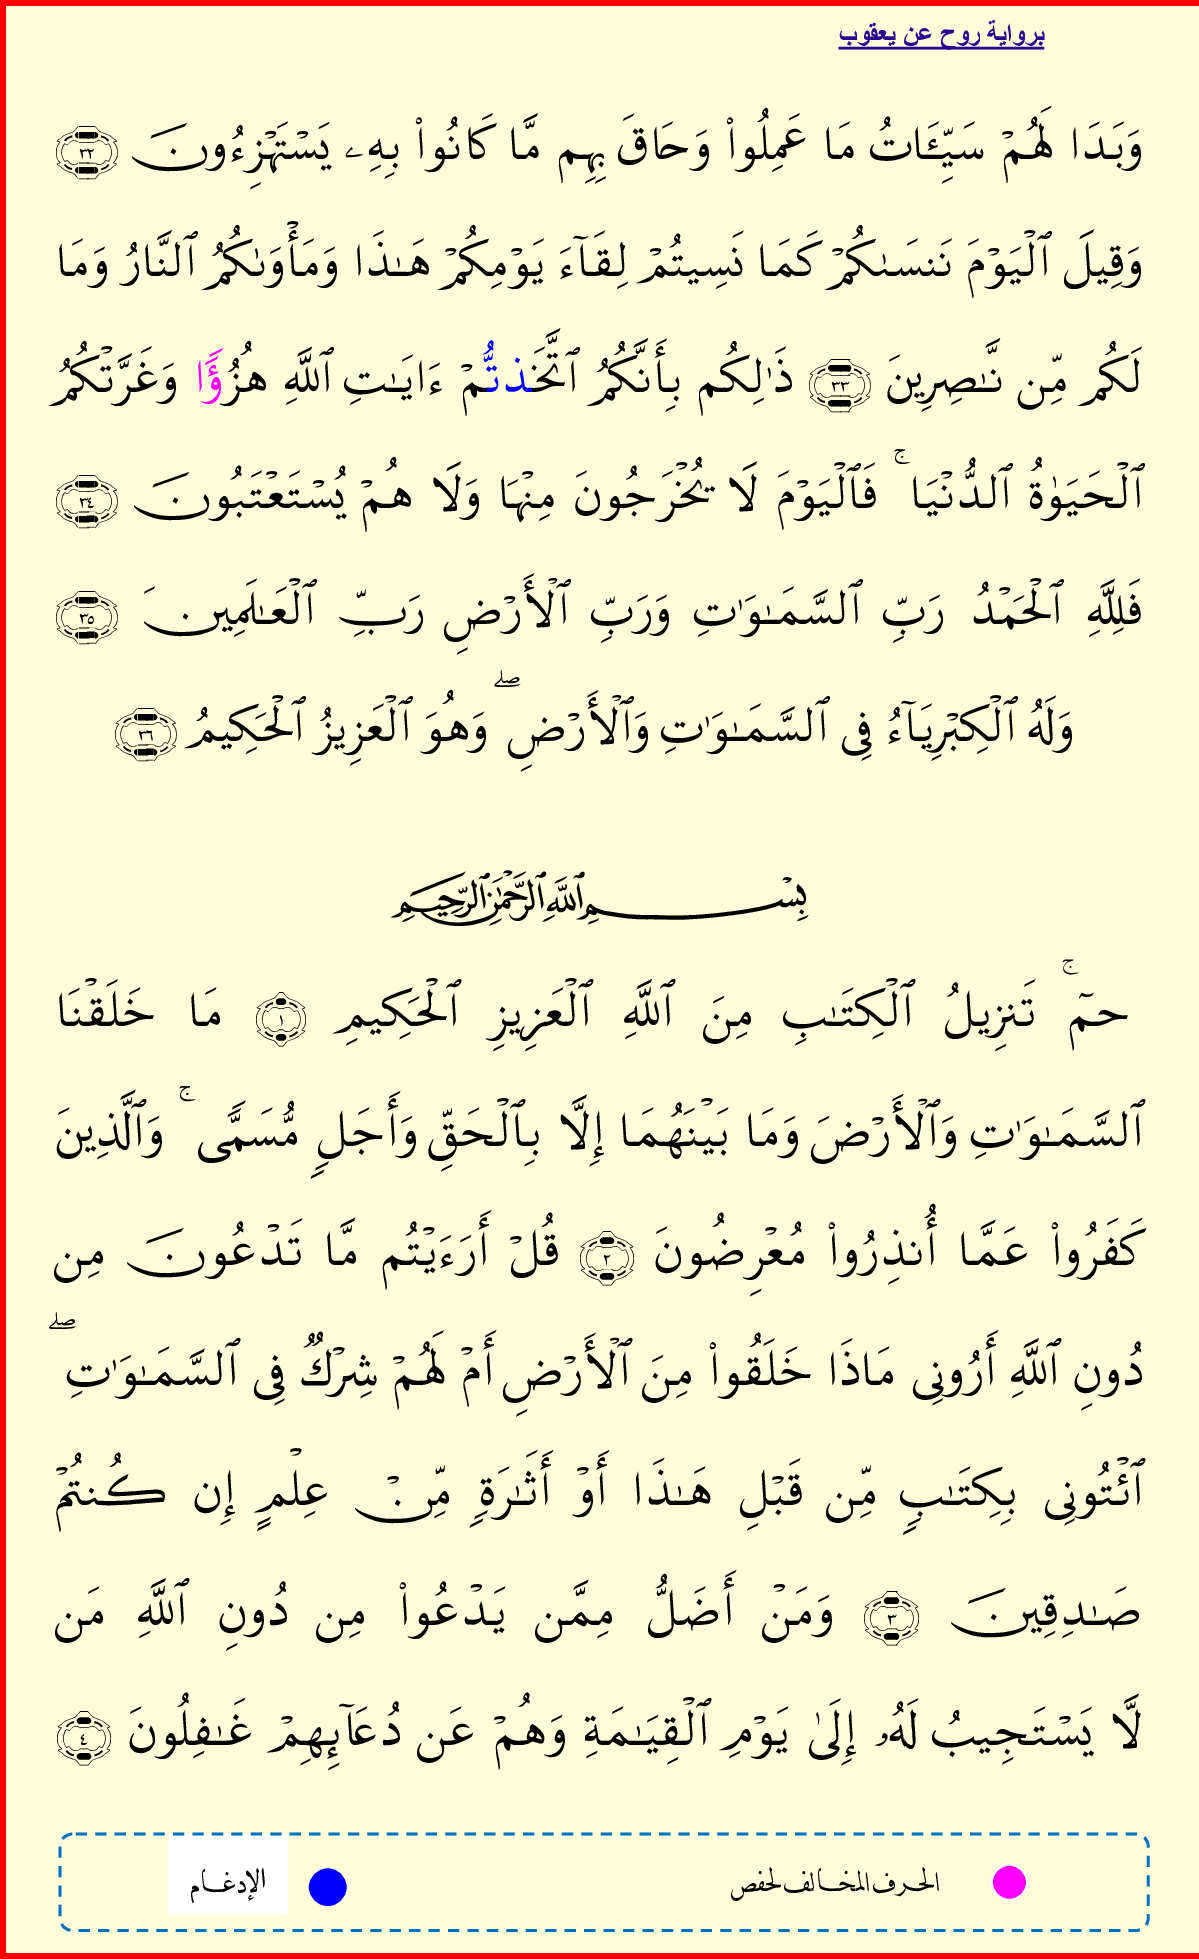 برواية روح عن يعقوب
وَبَدَا لَهُمۡ سَيِّـَٔاتُ مَا عَمِلُواْ وَحَاقَ بِهِم مَّا كَانُواْ بِهِۦ يَسۡتَهۡزِءُونَ ٣٢
وَقِيلَ ٱلۡيَوۡمَ نَنسَىٰكُمۡ كَمَا نَسِيتُمۡ لِقَآءَ يَوۡمِكُمۡ هَٰذَا وَمَأۡوَىٰكُمُ ٱلنَّارُ وَمَا
لَكُم مِّن نَّٰصِرِينَ ٣٣ ذَٰلِكُم بِأَنَّكُمُ ٱتَّخَذتُّمۡ ءَايَٰتِ ٱللَّهِ هُزُؤٗا وَغَرَّتۡكُمُ
ٱلۡحَيَوٰةُ ٱلدُّنۡيَاۚ فَٱلۡيَوۡمَ لَا يُخۡرَجُونَ مِنۡهَا وَلَا هُمۡ يُسۡتَعۡتَبُونَ ٣٤
فَلِلَّهِ ٱلۡحَمۡدُ رَبِّ ٱلسَّمَٰوَٰتِ وَرَبِّ ٱلۡأَرۡضِ رَبِّ ٱلۡعَٰلَمِينَ ٣٥
وَلَهُ ٱلۡكِبۡرِيَآءُ فِي ٱلسَّمَٰوَٰتِ وَٱلۡأَرۡضِۖ وَهُوَ ٱلۡعَزِيزُ ٱلۡحَكِيمُ ٣٦
بِسۡمِ ٱللَّهِ ٱلرَّحۡمَٰنِ ٱلرَّحِيمِ
حمٓۚ تَنزِيلُ ٱلۡكِتَٰبِ مِنَ ٱللَّهِ ٱلۡعَزِيزِ ٱلۡحَكِيمِ ١ مَا خَلَقۡنَا
ٱلسَّمَٰوَٰتِ وَٱلۡأَرۡضَ وَمَا بَيۡنَهُمَا إِلَّا بِٱلۡحَقِّ وَأَجَلٖ مُّسَمّٗىۚ وَٱلَّذِينَ
كَفَرُواْ عَمَّا أُنذِرُواْ مُعۡرِضُونَ ٢ قُلۡ أَرَءَيۡتُم مَّا تَدۡعُونَ مِن
دُونِ ٱللَّهِ أَرُونِي مَاذَا خَلَقُواْ مِنَ ٱلۡأَرۡضِ أَمۡ لَهُمۡ شِرۡكٞ فِي ٱلسَّمَٰوَٰتِۖ
ٱئۡتُونِي بِكِتَٰبٖ مِّن قَبۡلِ هَٰذَا أَوۡ أَثَٰرَةٖ مِّنۡ عِلۡمٍ إِن كُنتُمۡ
صَٰدِقِينَ ٣ وَمَنۡ أَضَلُّ مِمَّن يَدۡعُواْ مِن دُونِ ٱللَّهِ مَن
لَّا يَسۡتَجِيبُ لَهُۥ إِلَىٰ يَوۡمِ ٱلۡقِيَٰمَةِ وَهُمۡ عَن دُعَآئِهِمۡ غَٰفِلُونَ ٤
الحرف المخالف لحفص الإدغام